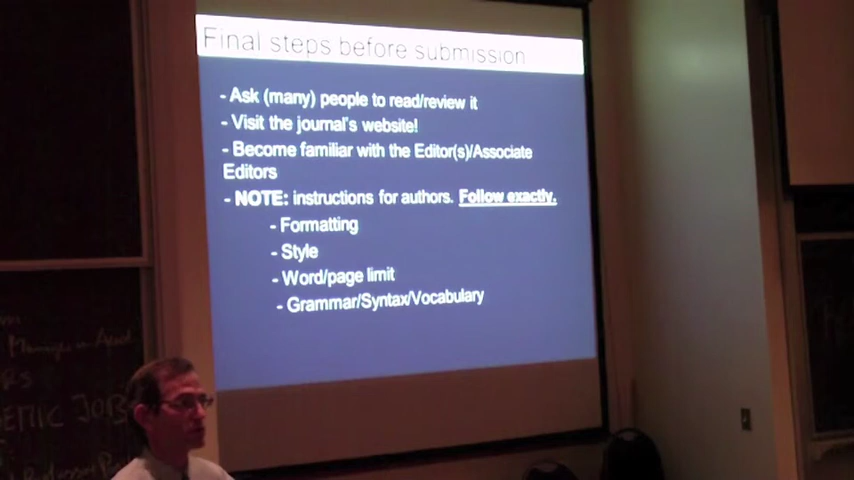 Final steps before submission
- Ask (many) people to read/review it
- Visit the journal's website!
- Become familiar with the Editor(s)/Associate
Editors
- NOTE: instructions for authors. Follow exactly.
- Formatting
- Style
- Word/page limit
- Grammar/Syntax/Vocabulary
JOB